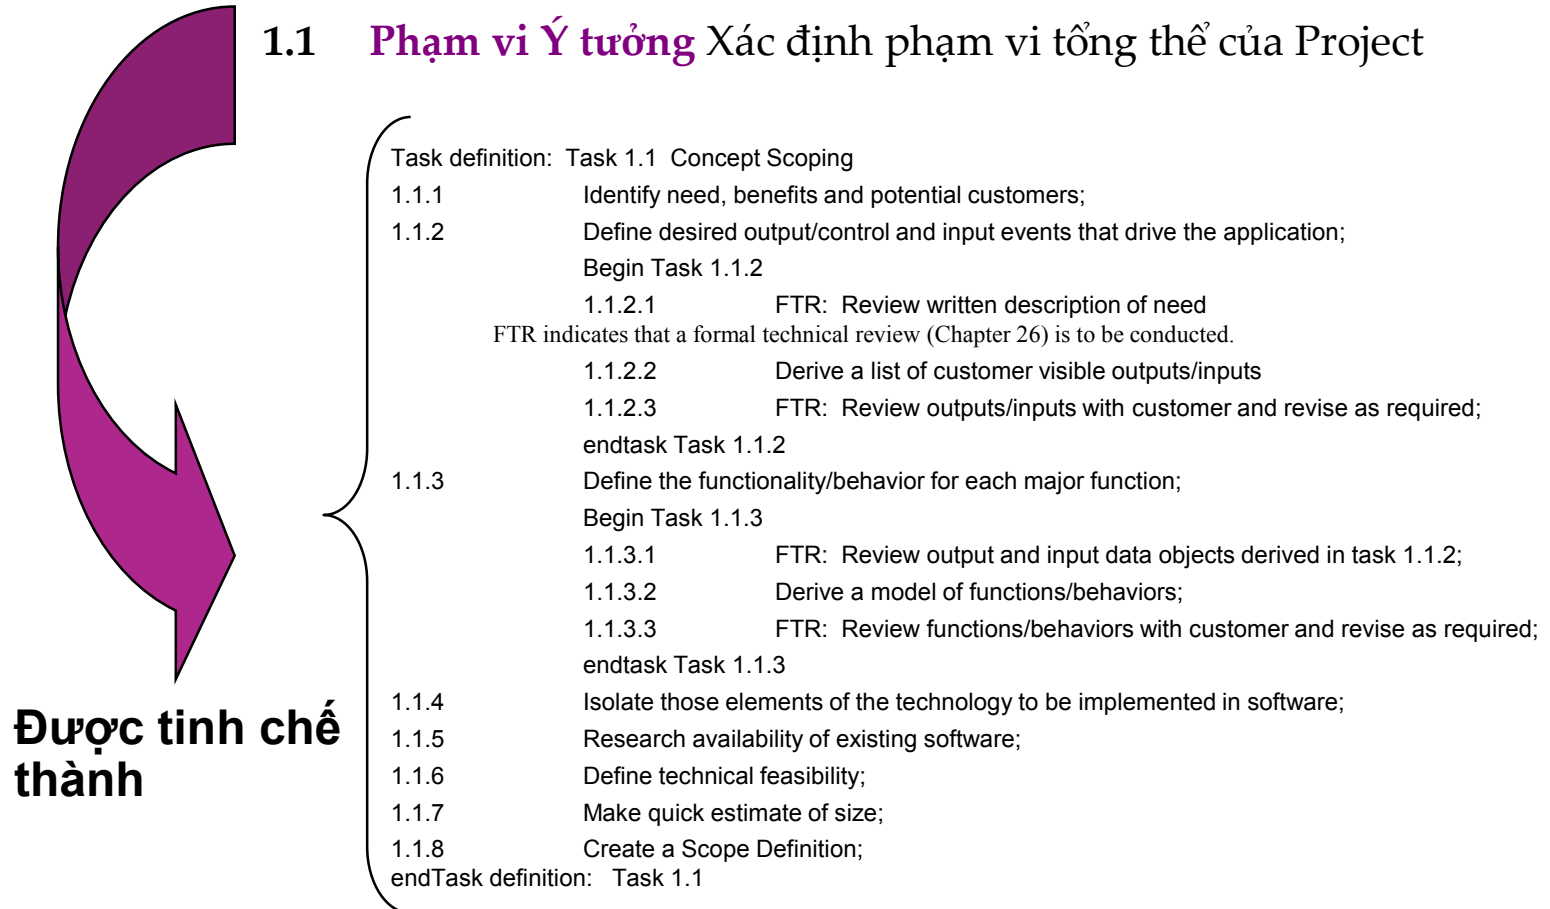 1.1 Phạm vi Ý tưởng Xác định phạm vi tổng thể của Project
Task definition: Task 1.1 Concept Scoping
1.1.1 Identify need, benefits and potential customers;
1.1.2 Define desired output/control and input events that drive the application;
Begin Task 1.1.2
1.1.2.1 FTR: Review written description of need
FTR indicates that a formal technical review (Chapter 26) is to be conducted.
1.1.2.2 Derive a list of customer visible outputs/inputs
1.1.2.3 FTR: Review outputs/inputs with customer and revise as required;
endtask Task 1.1.2
1.1.3 Define the functionality/behavior for each major function;
Begin Task 1.1.3
1.1.3.1 FTR: Review output and input data objects derived in task 1.1.2;
1.1.3.2 Derive a model of functions/behaviors;
1.1.3.3 FTR: Review functions/behaviors with customer and revise as required;
endtask Task 1.1.3
1.1.4 Isolate those elements of the technology to be implemented in software;
1.1.5 Research availability of existing software;
1.1.6 Define technical feasibility;
1.1.7 Make quick estimate of size;
1.1.8 Create a Scope Definition;
endTask definition: Task 1.1
Được tinh chế
thành